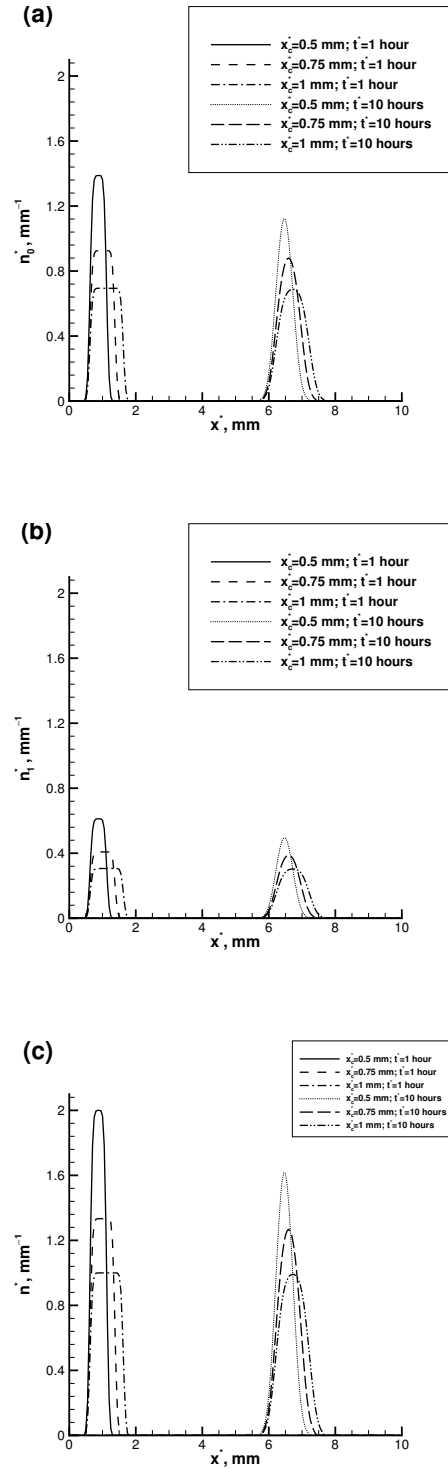 (a)
x*c=0.5 mm; t*=1 hour
x*c=0.75 mm; t*=1 hour
x*c=1 mm; t*=1 hour
x*c=0.5 mm; t*=10 hours
x*c=0.75 mm; t*=10 hours
x*c=1 mm; t*=10 hours
2
1.6
1.2
0.8
0.4
0
n*0, mm⁻¹
0 2 4 6 8 10
x*, mm
(b)
x*c=0.5 mm; t*=1 hour
x*c=0.75 mm; t*=1 hour
x*c=1 mm; t*=1 hour
x*c=0.5 mm; t*=10 hours
x*c=0.75 mm; t*=10 hours
x*c=1 mm; t*=10 hours
2
1.6
1.2
0.8
0.4
0
n*1, mm⁻¹
0 2 4 6 8 10
x*, mm
(c)
x*c=0.5 mm; t*=1 hour
x*c=0.75 mm; t*=1 hour
x*c=1 mm; t*=1 hour
x*c=0.5 mm; t*=10 hours
x*c=0.75 mm; t*=10 hours
x*c=1 mm; t*=10 hours
2
1.6
1.2
0.8
0.4
0
n*, mm⁻¹
0 2 4 6 8 10
x*, mm